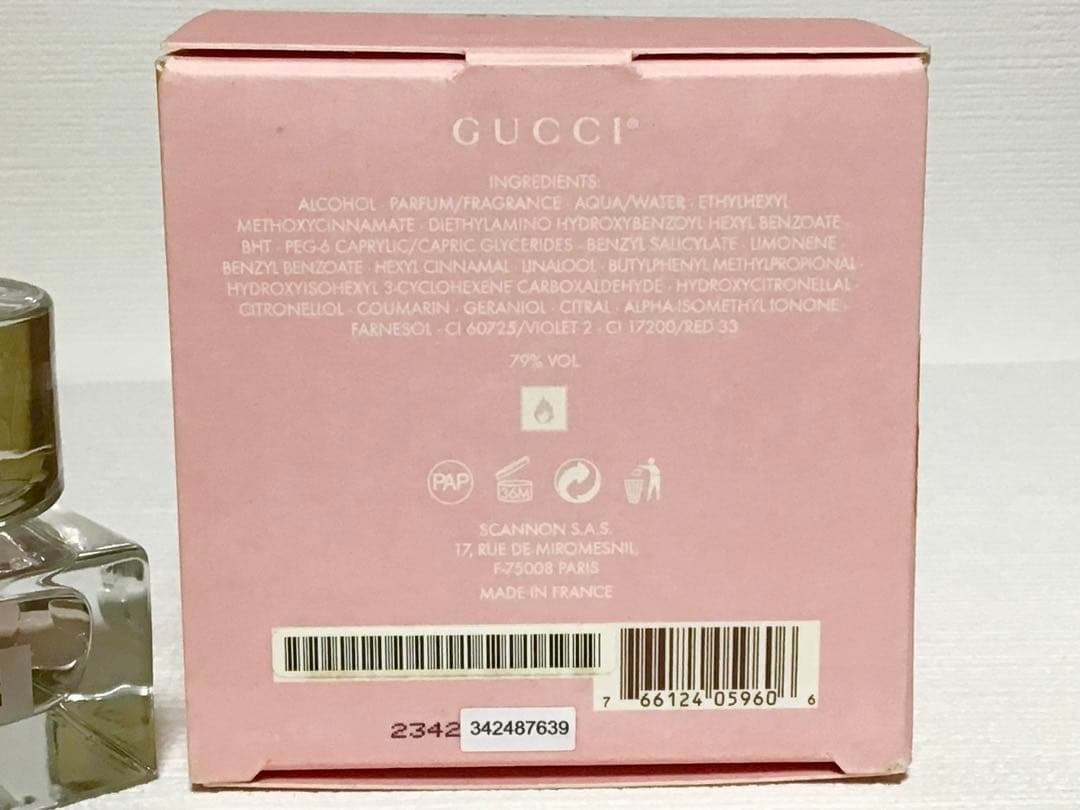 GUCCI®
INGREDIENTS:
ALCOHOL · PARFUM/FRAGRANCE · AQUA/WATER · ETHYLHEXYL
METHOXYCINNAMATE · DIETHYLAMINO HYDROXYBENZOYL HEXYL BENZOATE
BHT · PEG-6 CAPRYLIC/CAPRIC GLYCERIDES · BENZYL SALICYLATE · LIMONENE
BENZYL BENZOATE · HEXYL CINNAMAL · LINALOOL · BUTYLPHENYL METHYLPROPIONAL ·
HYDROXYISOHEXYL 3-CYCLOHEXENE CARBOXALDEHYDE · HYDROXYCITRONELLAL ·
CITRONELLOL · COUMARIN · GERANIOL · CITRAL · ALPHA-ISOMETHYL IONONE ·
FARNESOL · CI 60725/VIOLET 2 · CI 17200/RED 33
79% VOL
PAP
36M
SCANNON S.A.S.
17, RUE DE MIROMESNIL
F-75008 PARIS
MADE IN FRANCE
7 66124 05960 6
2342
342487639